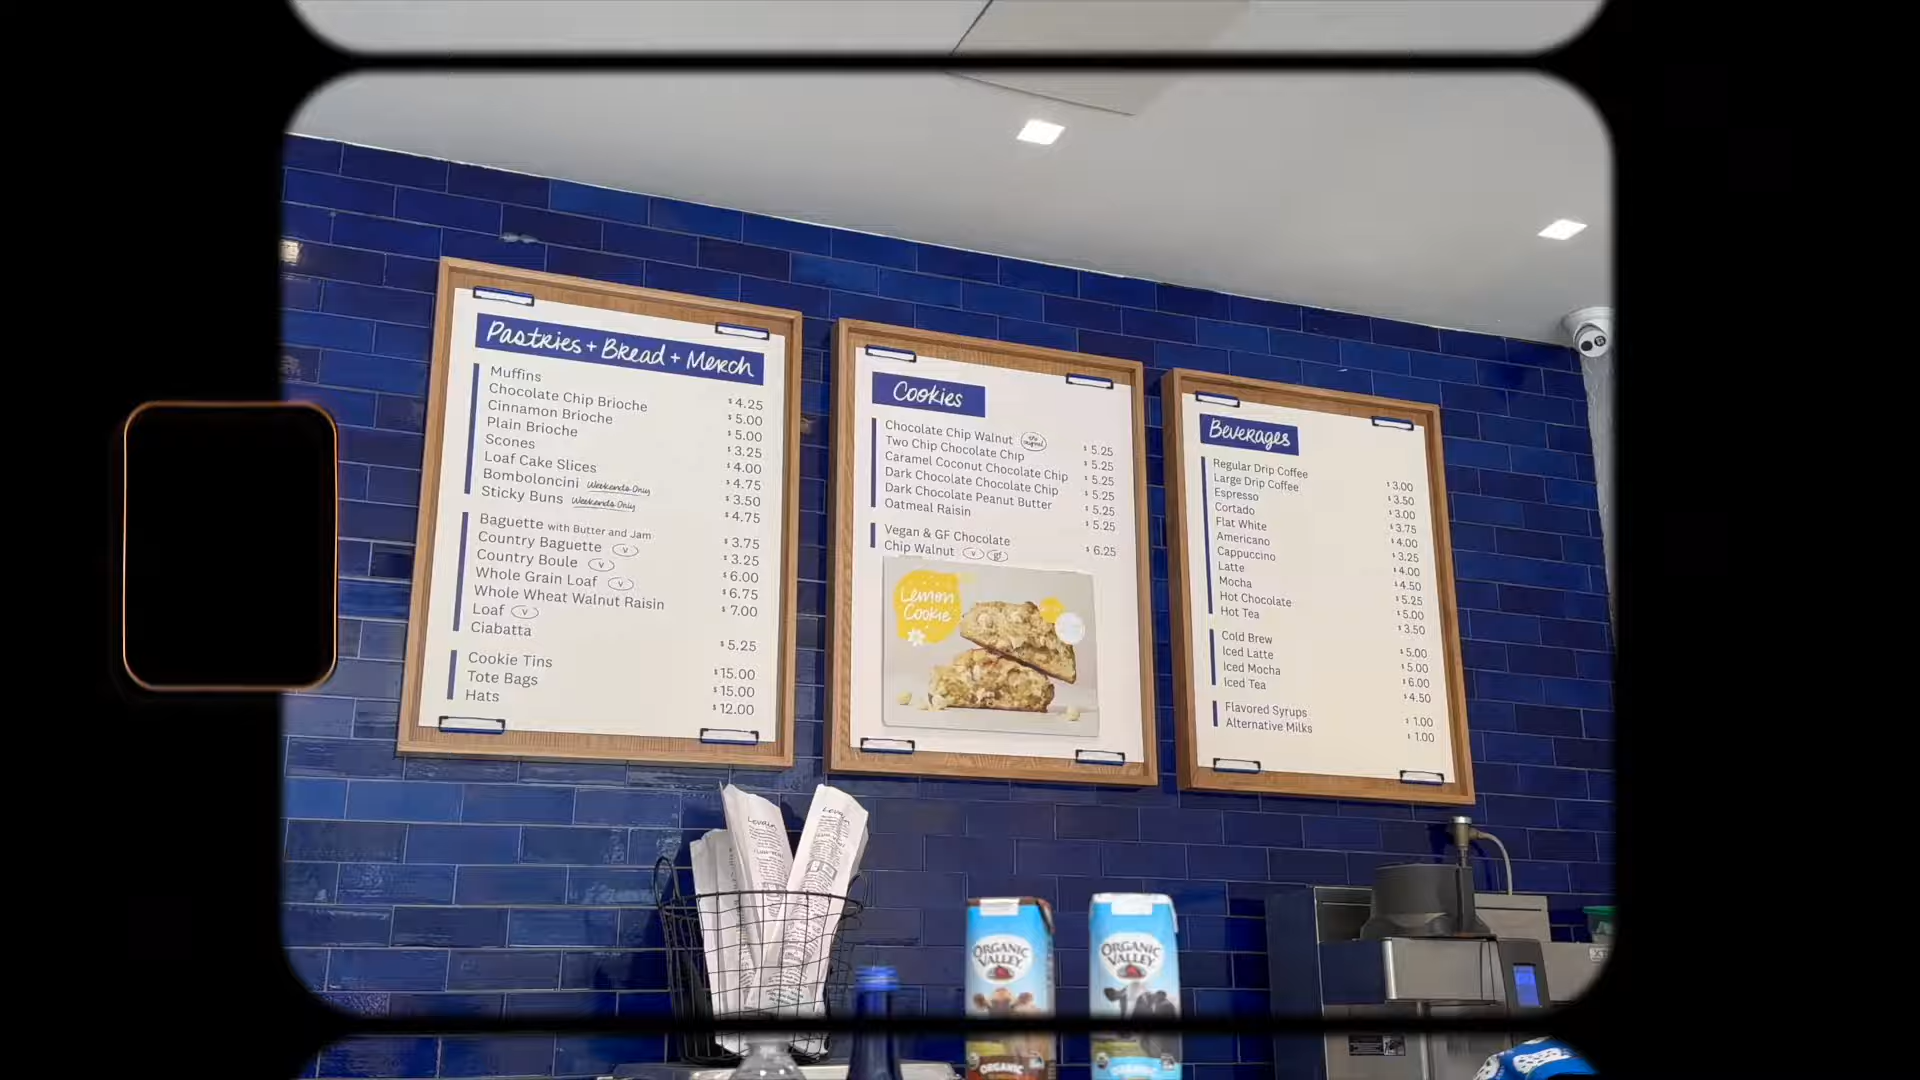 Pastries + Bread + Merch
Muffins $4.25
Chocolate Chip Brioche $5.00
Cinnamon Brioche $5.00
Plain Brioche $3.25
Scones $4.00
Loaf Cake Slices $4.75
Bomboloncini Weekends Only $3.50
Sticky Buns Weekends Only $4.75
Baguette with Butter and Jam $3.75
Country Baguette v $3.25
Country Boule v $6.00
Whole Grain Loaf v $6.75
Whole Wheat Walnut Raisin $7.00
Loaf v
Ciabatta $5.25
Cookie Tins $15.00
Tote Bags $15.00
Hats $12.00
Cookies
Chocolate Chip Walnut $5.25
Two Chip Chocolate Chip $5.25
Caramel Coconut Chocolate Chip $5.25
Dark Chocolate Chocolate Chip $5.25
Dark Chocolate Peanut Butter $5.25
Oatmeal Raisin $5.25
Vegan & GF Chocolate
Chip Walnut v gf $6.25
Lemon
Cookie
Beverages
Regular Drip Coffee $3.00
Large Drip Coffee $3.50
Espresso $3.00
Cortado $3.75
Flat White $4.00
Americano $3.25
Cappuccino $4.00
Latte $4.50
Mocha $5.25
Hot Chocolate $5.00
Hot Tea $3.50
Cold Brew $5.00
Iced Latte $5.00
Iced Mocha $6.00
Iced Tea $4.50
Flavored Syrups $1.00
Alternative Milks $1.00
Levain
Levain
ORGANIC
VALLEY
ORGANIC
VALLEY
ORGANIC
ORGANIC